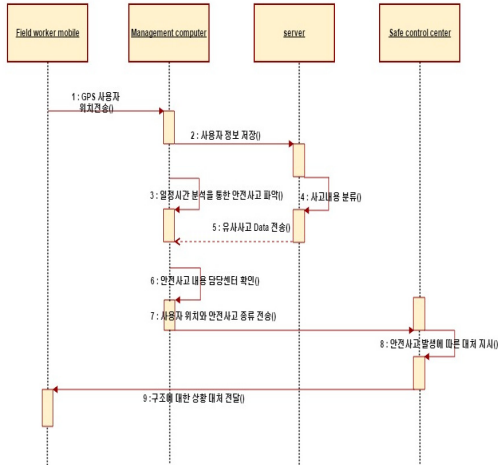 Field worker mobile
Management computer
server
Safe control center
1 : GPS 사용자
위치전송()
2 : 사용자 정보 저장()
3 : 일정시간 분석을 통한 안전사고 파악()
4 : 사고내용 분류()
5 : 유사사고 Data 전송()
6 : 안전사고 내용 담당센터 확인()
7 : 사용자 위치와 안전사고 종류 전송()
8 : 안전사고 발생에 따른 대처 지시()
9 :구조에 대한 상황 대처 전달()